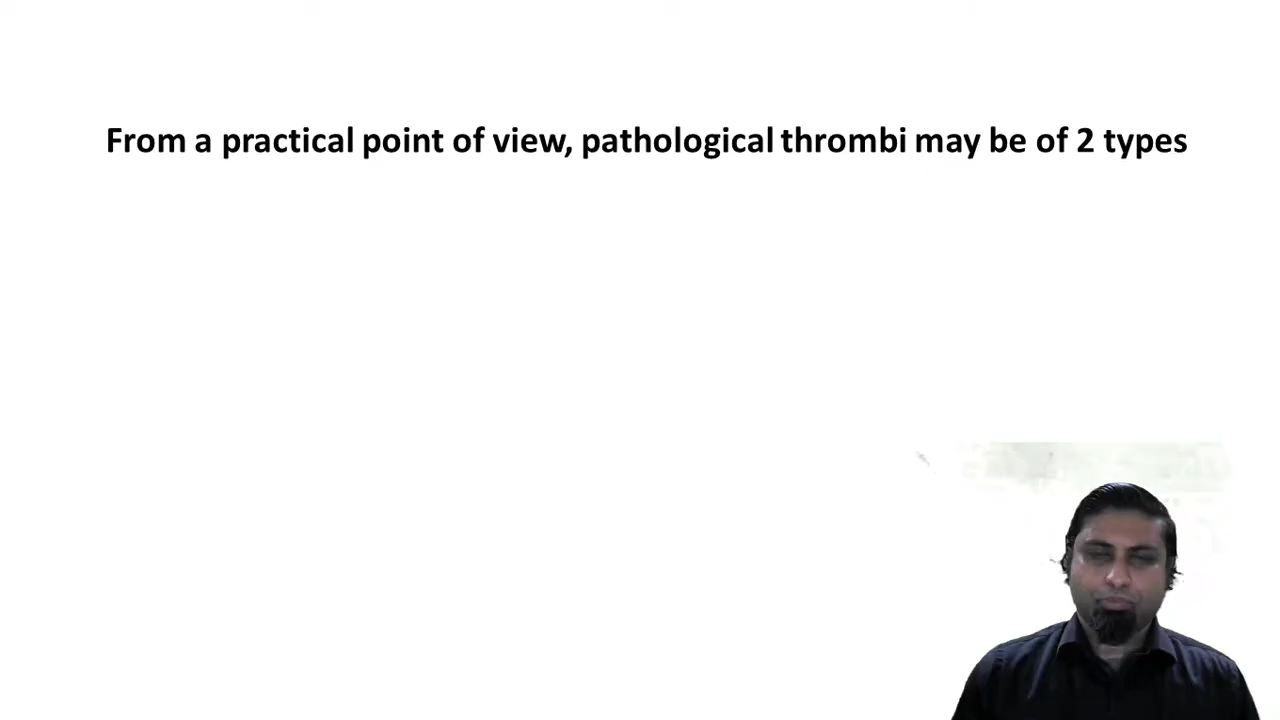 From a practical point of view, pathological thrombi may be of 2 types